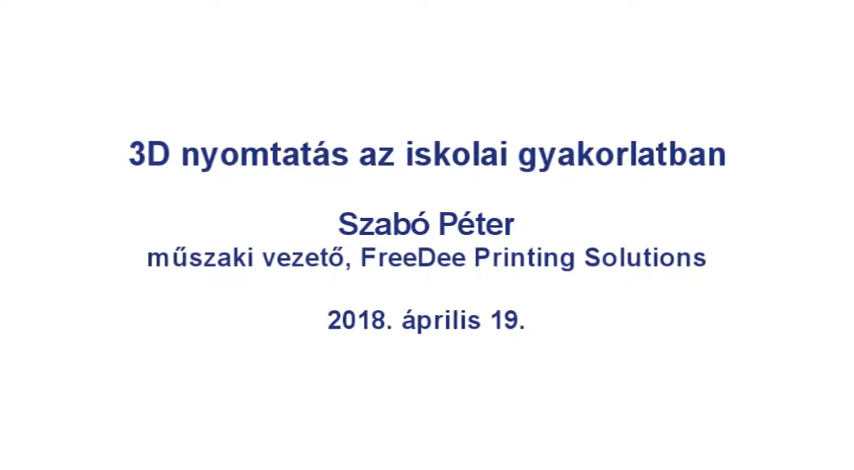 3D nyomtatás az iskolai gyakorlatban
Szabó Péter
műszaki vezető, FreeDee Printing Solutions
2018. április 19.